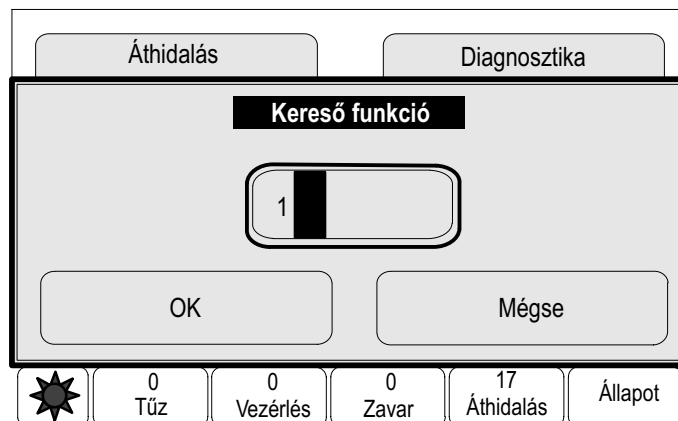 Áthidalás
Diagnosztika
Kereső funkció
1
OK
Mégse
0
Tűz
0
Vezérlés
0
Zavar
17
Áthidalás
Állapot